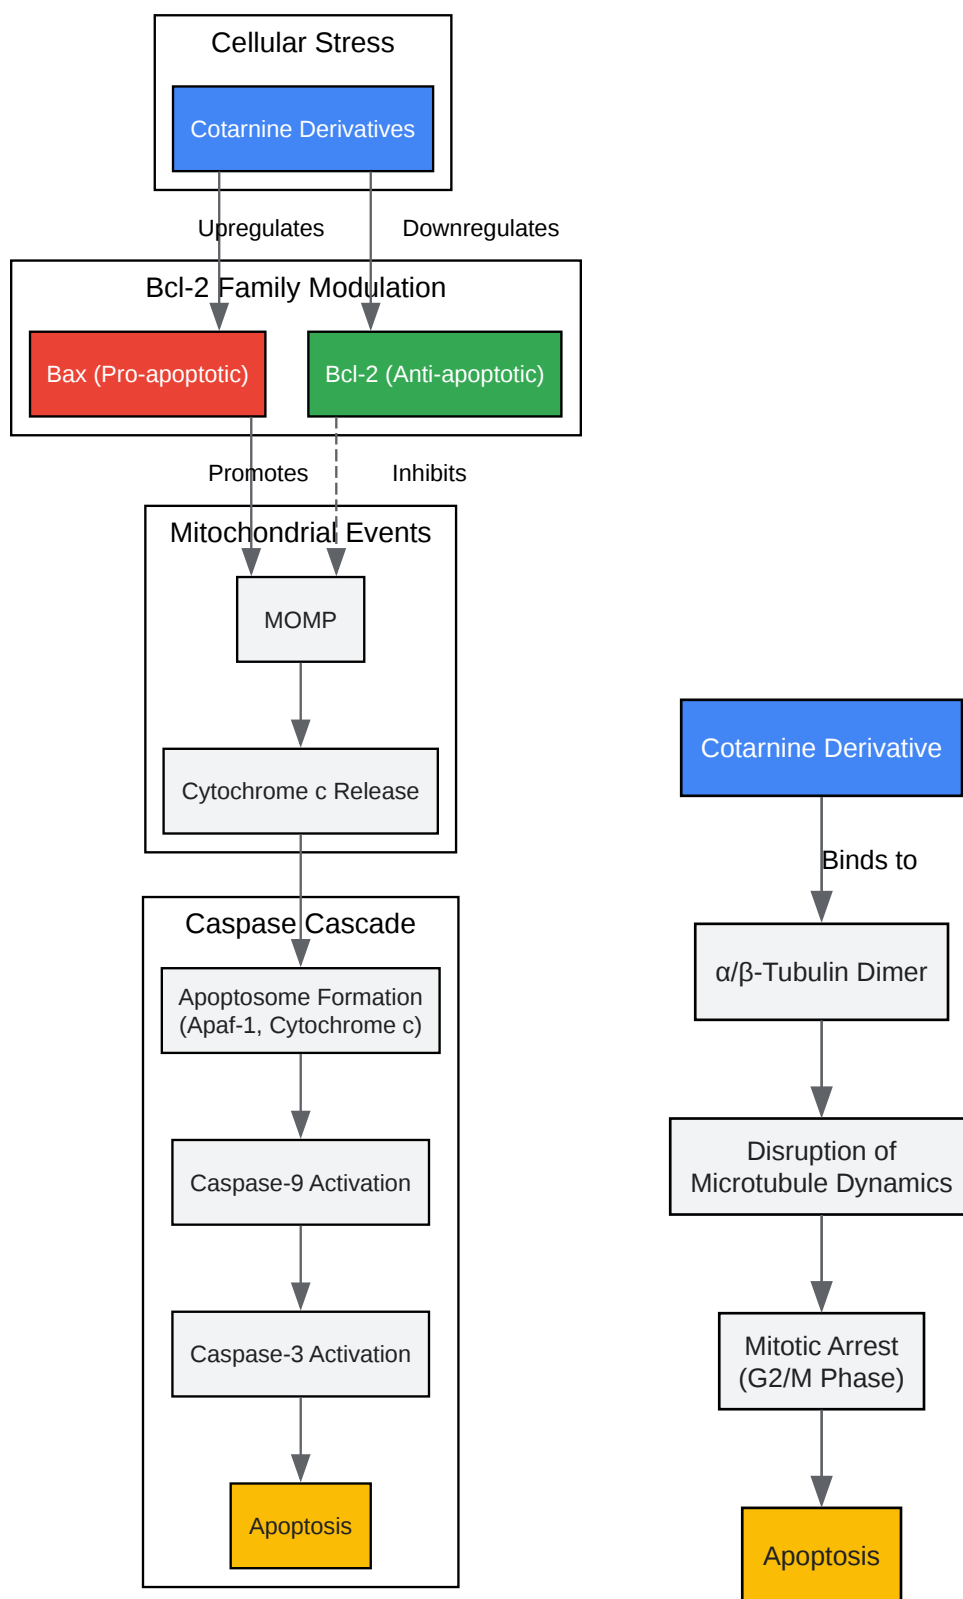 Cellular Stress
Cotarnine Derivatives
Upregulates
Downregulates
Bcl-2 Family Modulation
Bax (Pro-apoptotic)
Bcl-2 (Anti-apoptotic)
Promotes
Inhibits
Mitochondrial Events
MOMP
Cytochrome c Release
Caspase Cascade
Apoptosome Formation
(Apaf-1, Cytochrome c)
Caspase-9 Activation
Caspase-3 Activation
Apoptosis
Cotarnine Derivative
Binds to
α/β-Tubulin Dimer
Disruption of
Microtubule Dynamics
Mitotic Arrest
(G2/M Phase)
Apoptosis